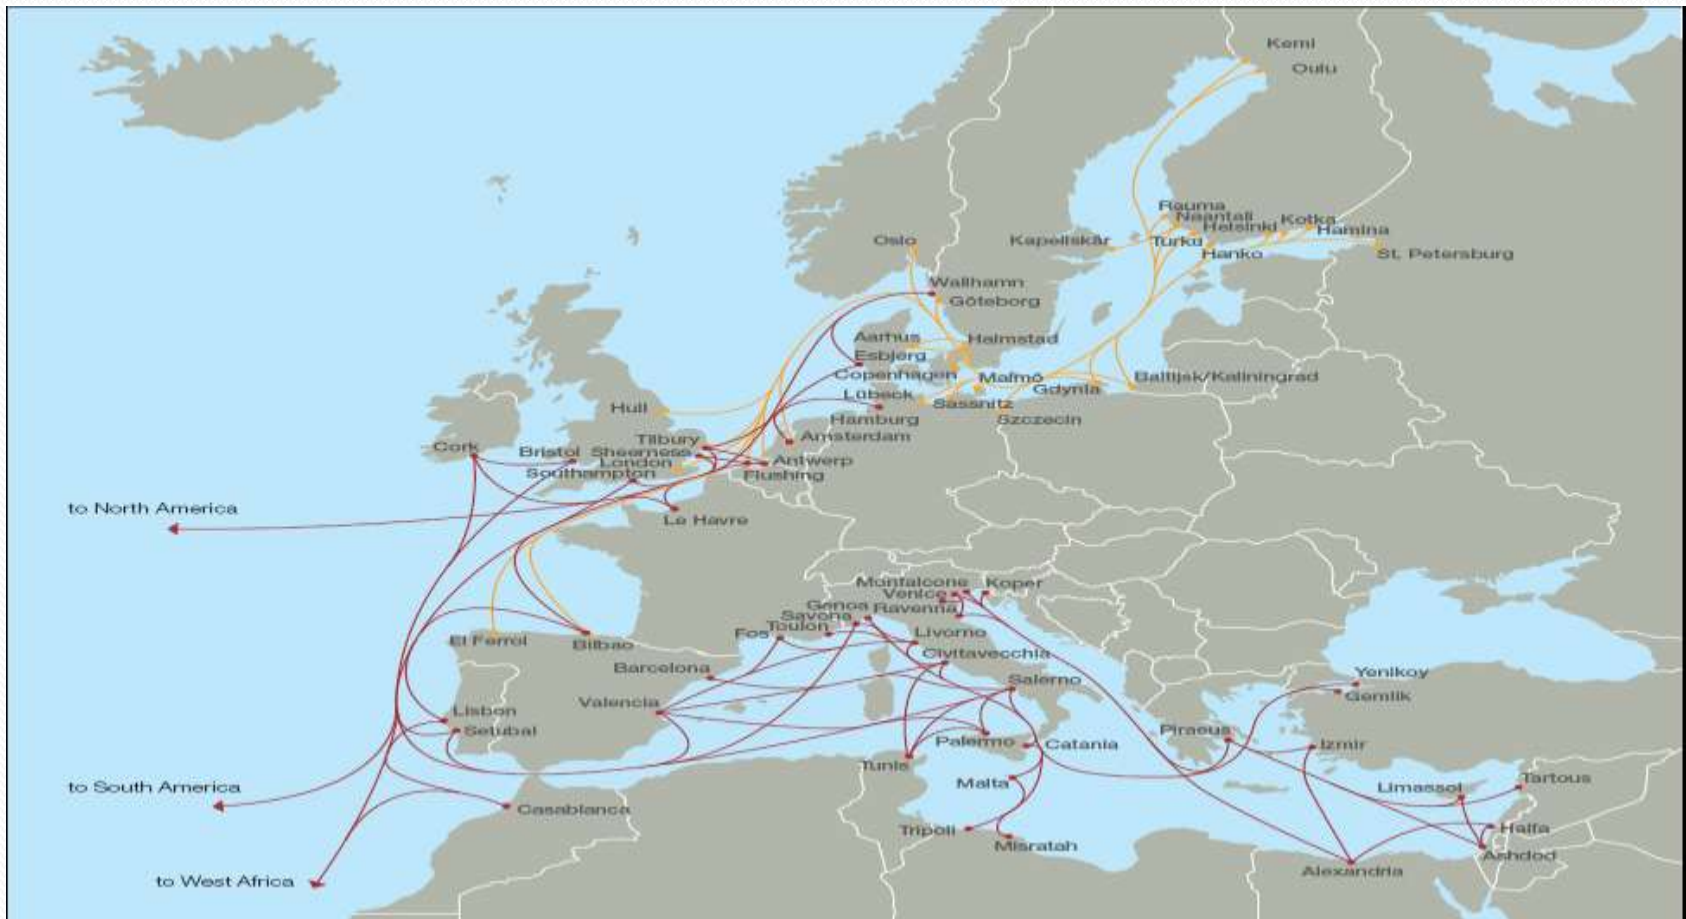 Kemi
Oulu
Rauma
Naantali
Helsinki
Kotka
Hamina
Oslo
Kapellskär
Turku
Hanko
St. Petersburg
Wallhamn
Göteborg
Aarhus
Halmstad
Esbjerg
Copenhagen
Malmö
Gdynia
Baltijsk/Kaliningrad
Lübeck
Sassnitz
Hull
Hamburg
Szczecin
Tilbury
Amsterdam
Cork
Bristol
Sheerness
London
Antwerp
Southampton
Flushing
to North America
Le Havre
Monfalcone
Koper
Venice
Genoa
Ravenna
Savona
Toulon
Fos
Livorno
El Ferrol
Bilbao
Civitavecchia
Barcelona
Salerno
Yenikoy
Gemlik
Valencia
Lisbon
Setubal
Piraeus
Palermo
Catania
Izmir
Tunis
Tartous
Malta
Limassol
to South America
Casablanca
Tripoli
Haifa
Misratah
Ashdod
Alexandria
to West Africa